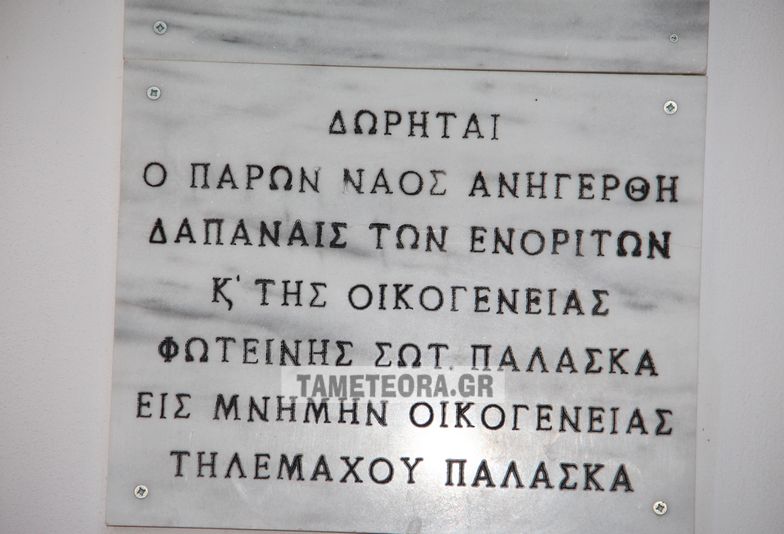 ΔΩΡΗΤΑΙ
Ο ΠΑΡΩΝ ΝΑΟΣ ΑΝΗΓΕΡΘΗ
ΔΑΠΑΝΑΙΣ ΤΩΝ ΕΝΟΡΙΤΩΝ
Κ' ΤΗΣ ΟΙΚΟΓΕΝΕΙΑΣ
ΦΩΤΕΙΝΗΣ ΣΩΤ. ΠΑΛΑΣΚΑ
TAMETEORA.GR
ΕΙΣ ΜΝΗΜΗΝ ΟΙΚΟΓΕΝΕΙΑΣ
ΤΗΛΕΜΑΧΟΥ ΠΑΛΑΣΚΑ